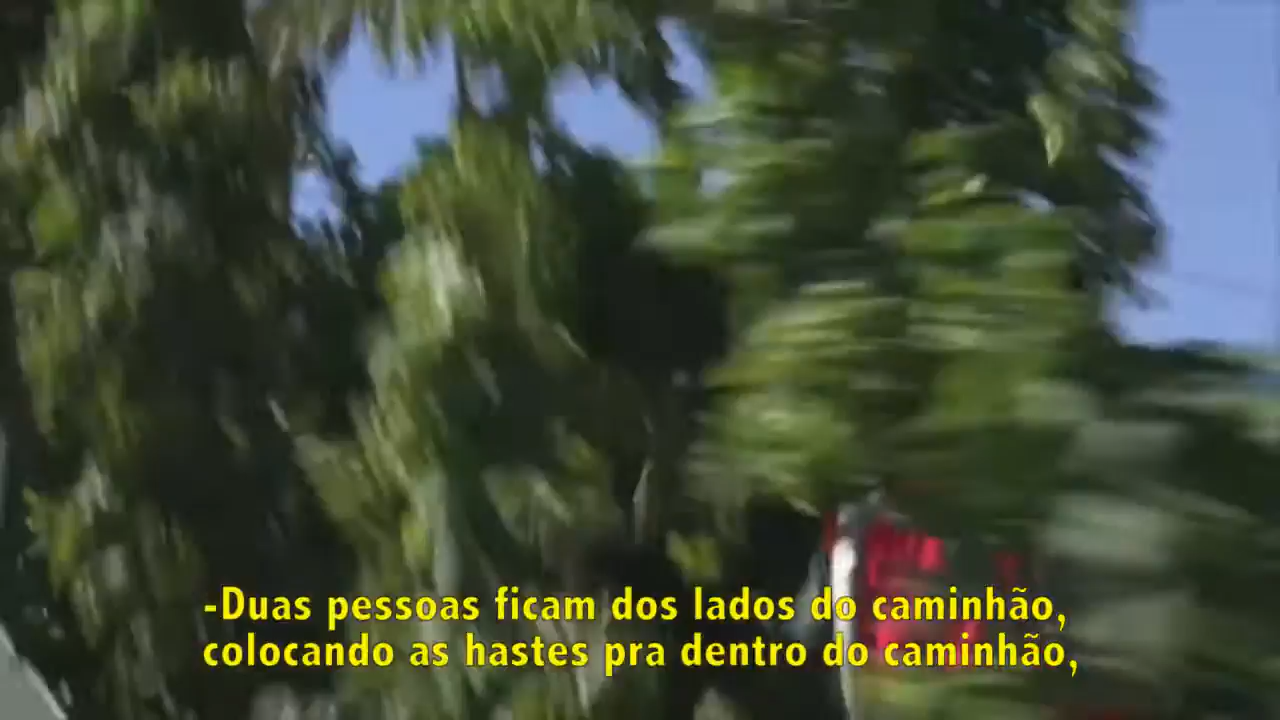 -Duas pessoas ficam dos lados do caminhão,
colocando as hastes pra dentro do caminhão,